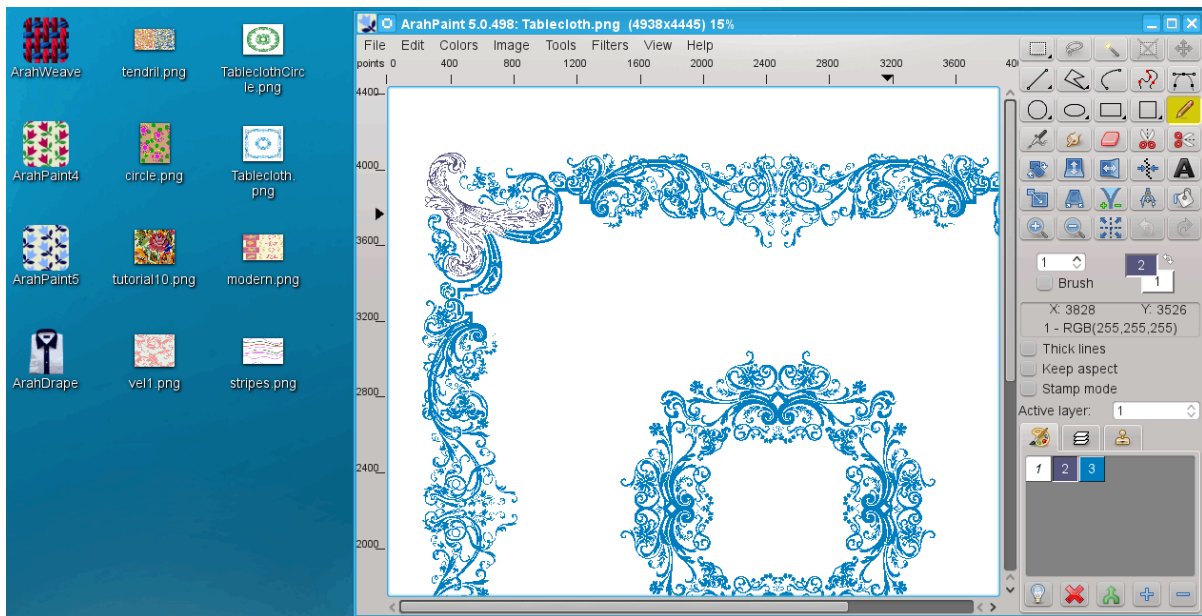 ArahWeave
tendril.png
TableclothCirc
le.png
ArahPaint4
circle.png
Tablecloth.
png
ArahPaint5
tutorial10.png
modern.png
ArahDrape
vel1.png
stripes.png
ArahPaint 5.0.498: Tablecloth.png (4938x4445) 15%
File Edit Colors Image Tools Filters View Help
points 0 400 800 1200 1600 2000 2400 2800 3200 3600 40
4400
4000
3600
3200
2800
2400
2000
A
1
Brush
2
1
X: 3828 Y: 3526
1 - RGB(255,255,255)
Thick lines
Keep aspect
Stamp mode
Active layer: 1
1 2 3